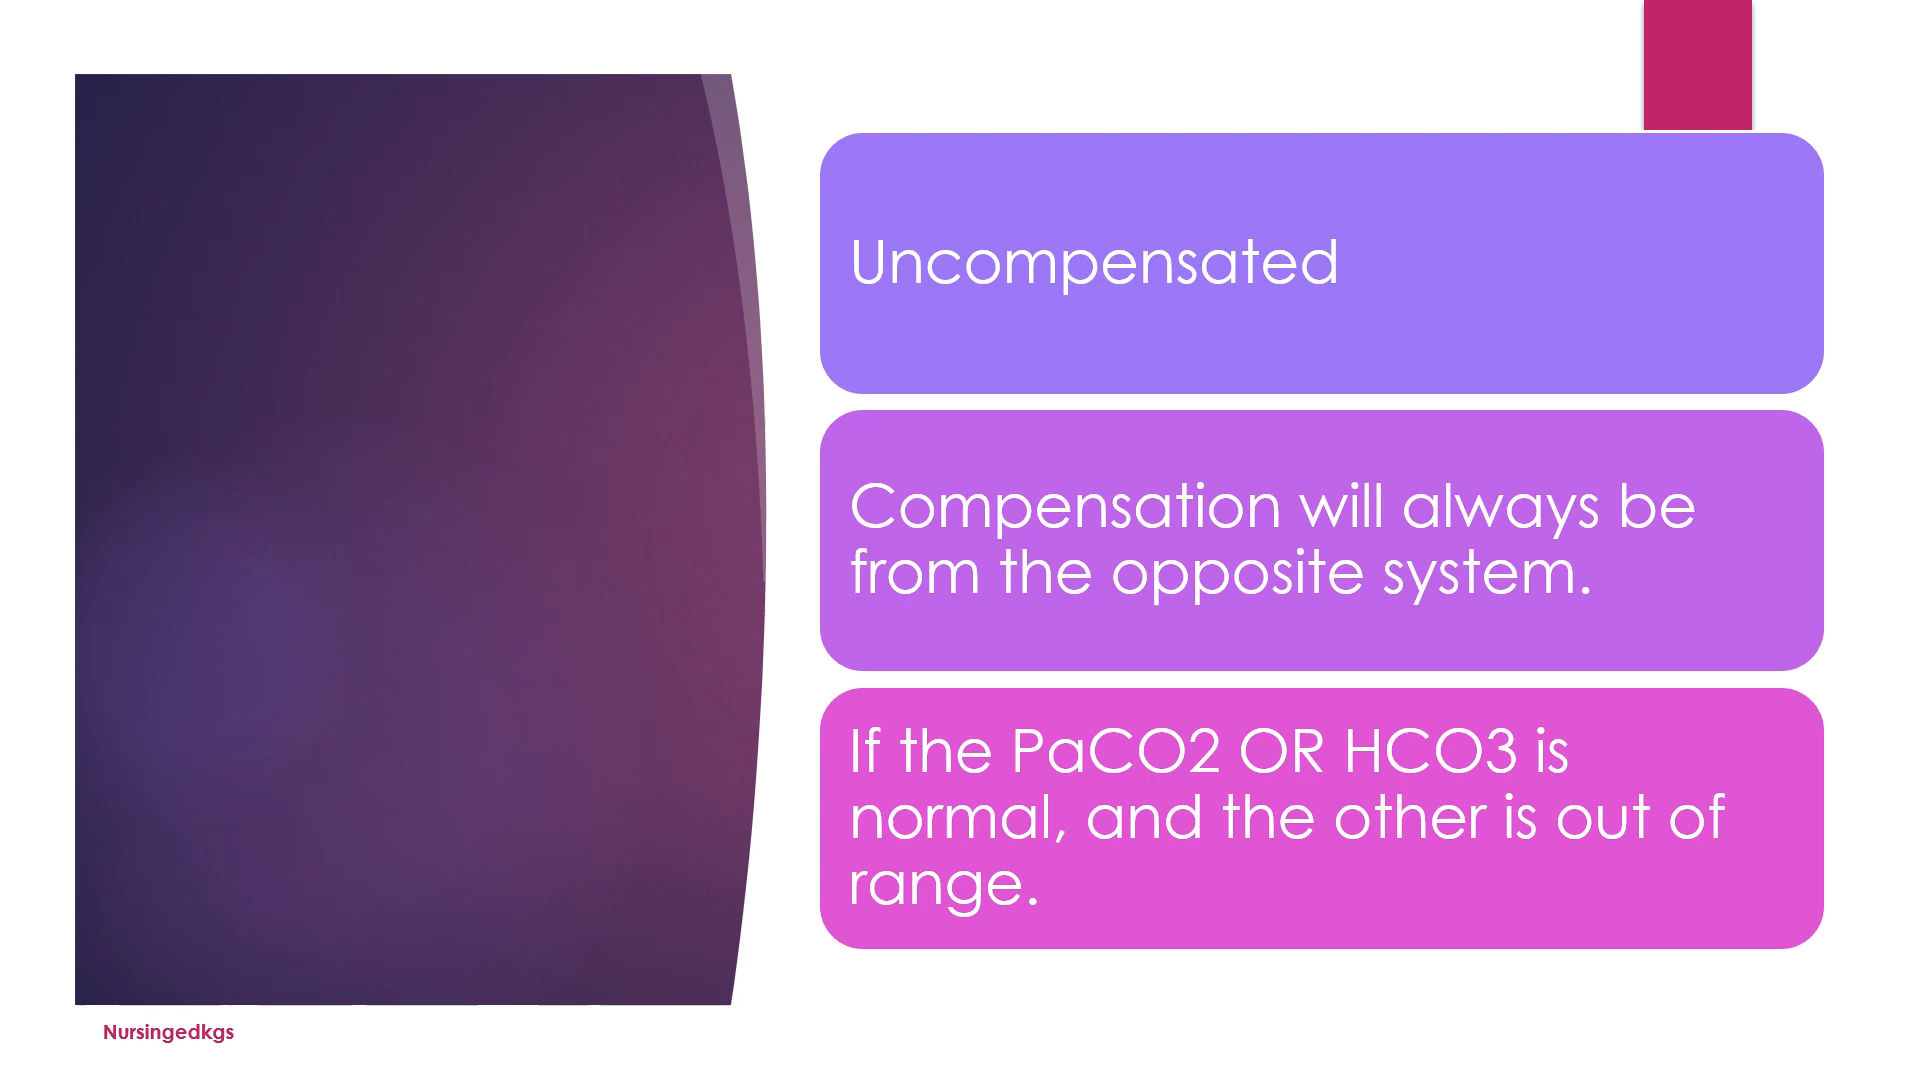 Uncompensated
Compensation will always be
from the opposite system.
If the PaCO2 OR HCO3 is
normal, and the other is out of
range.
Nursingedkgs